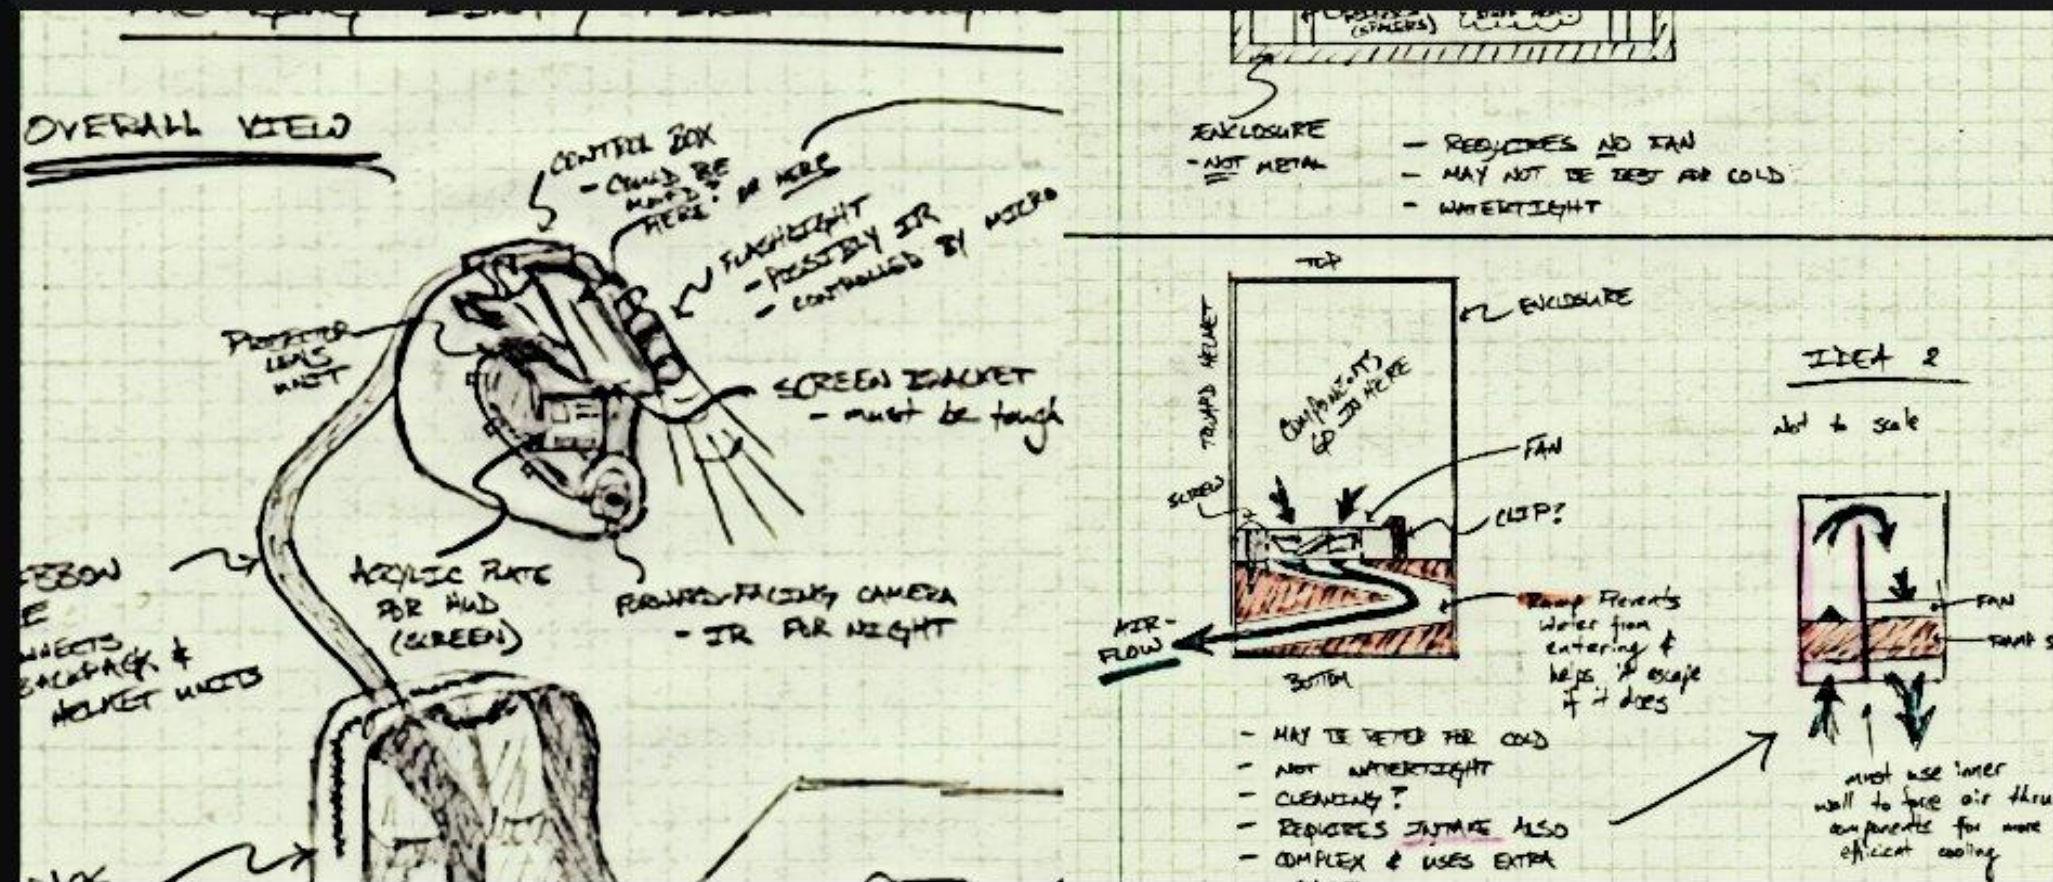 OVERALL VIEW
CONTROL BOX
- COULD BE
HERE? OR HERE
FLASHLIGHT
- POSSIBLY IR
- CONTROLLED BY MICRO
PROJECTOR
LENS
UNIT
SCREEN BRACKET
- must be tough
ACRYLIC PLATE
FOR HUD
(SCREEN)
FORWARD-FACING CAMERA
- IR FOR NIGHT
BACKPACK &
HELMET UNITS
(SPACERS)
ENCLOSURE
- NOT METAL
- REQUIRES NO FAN
- MAY NOT BE BEST FOR COLD
- WATERTIGHT
TOP
TOWARD HELMET
ENCLOSURE
COMPONENTS
GO IN HERE
FAN
SCREW
CLIP?
AIR-
FLOW
BOTTOM
Ramp Prevents
water from
entering &
helps it escape
if it does
- MAY BE BETTER FOR COLD
- NOT WATERTIGHT
- CLEANING?
- REQUIRES INTAKE ALSO
- COMPLEX & USES EXTRA
IDEA 2
Not to scale
FAN
must use inner
wall to force air thru
components for more
efficient cooling